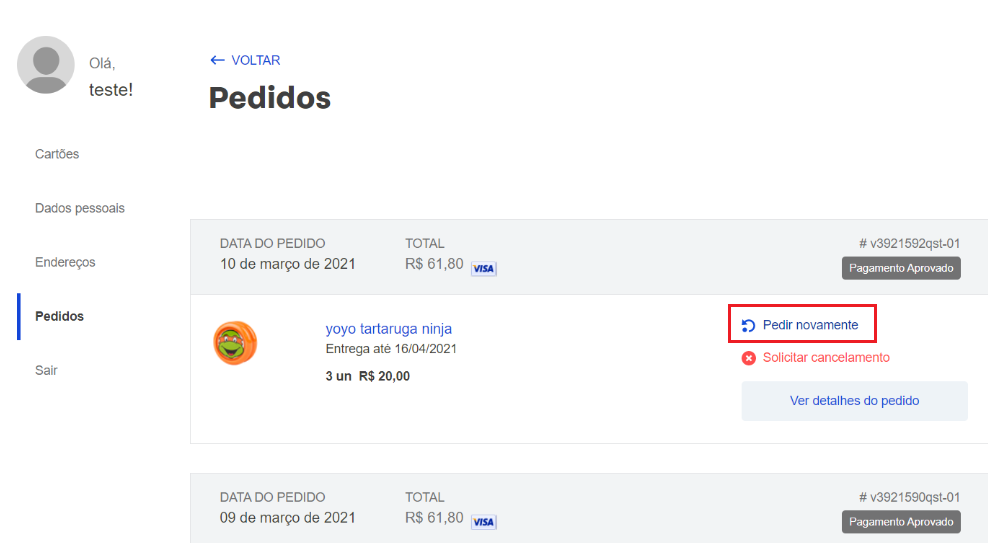 Olá,
teste!
Cartões
Dados pessoais
Endereços
Pedidos
Sair
← VOLTAR
Pedidos
DATA DO PEDIDO TOTAL # v3921592qst-01
10 de março de 2021 R$ 61,80 VISA Pagamento Aprovado
yoyo tartaruga ninja
Entrega até 16/04/2021
3 un R$ 20,00
Pedir novamente
Solicitar cancelamento
Ver detalhes do pedido
DATA DO PEDIDO TOTAL # v3921590qst-01
09 de março de 2021 R$ 61,80 VISA Pagamento Aprovado